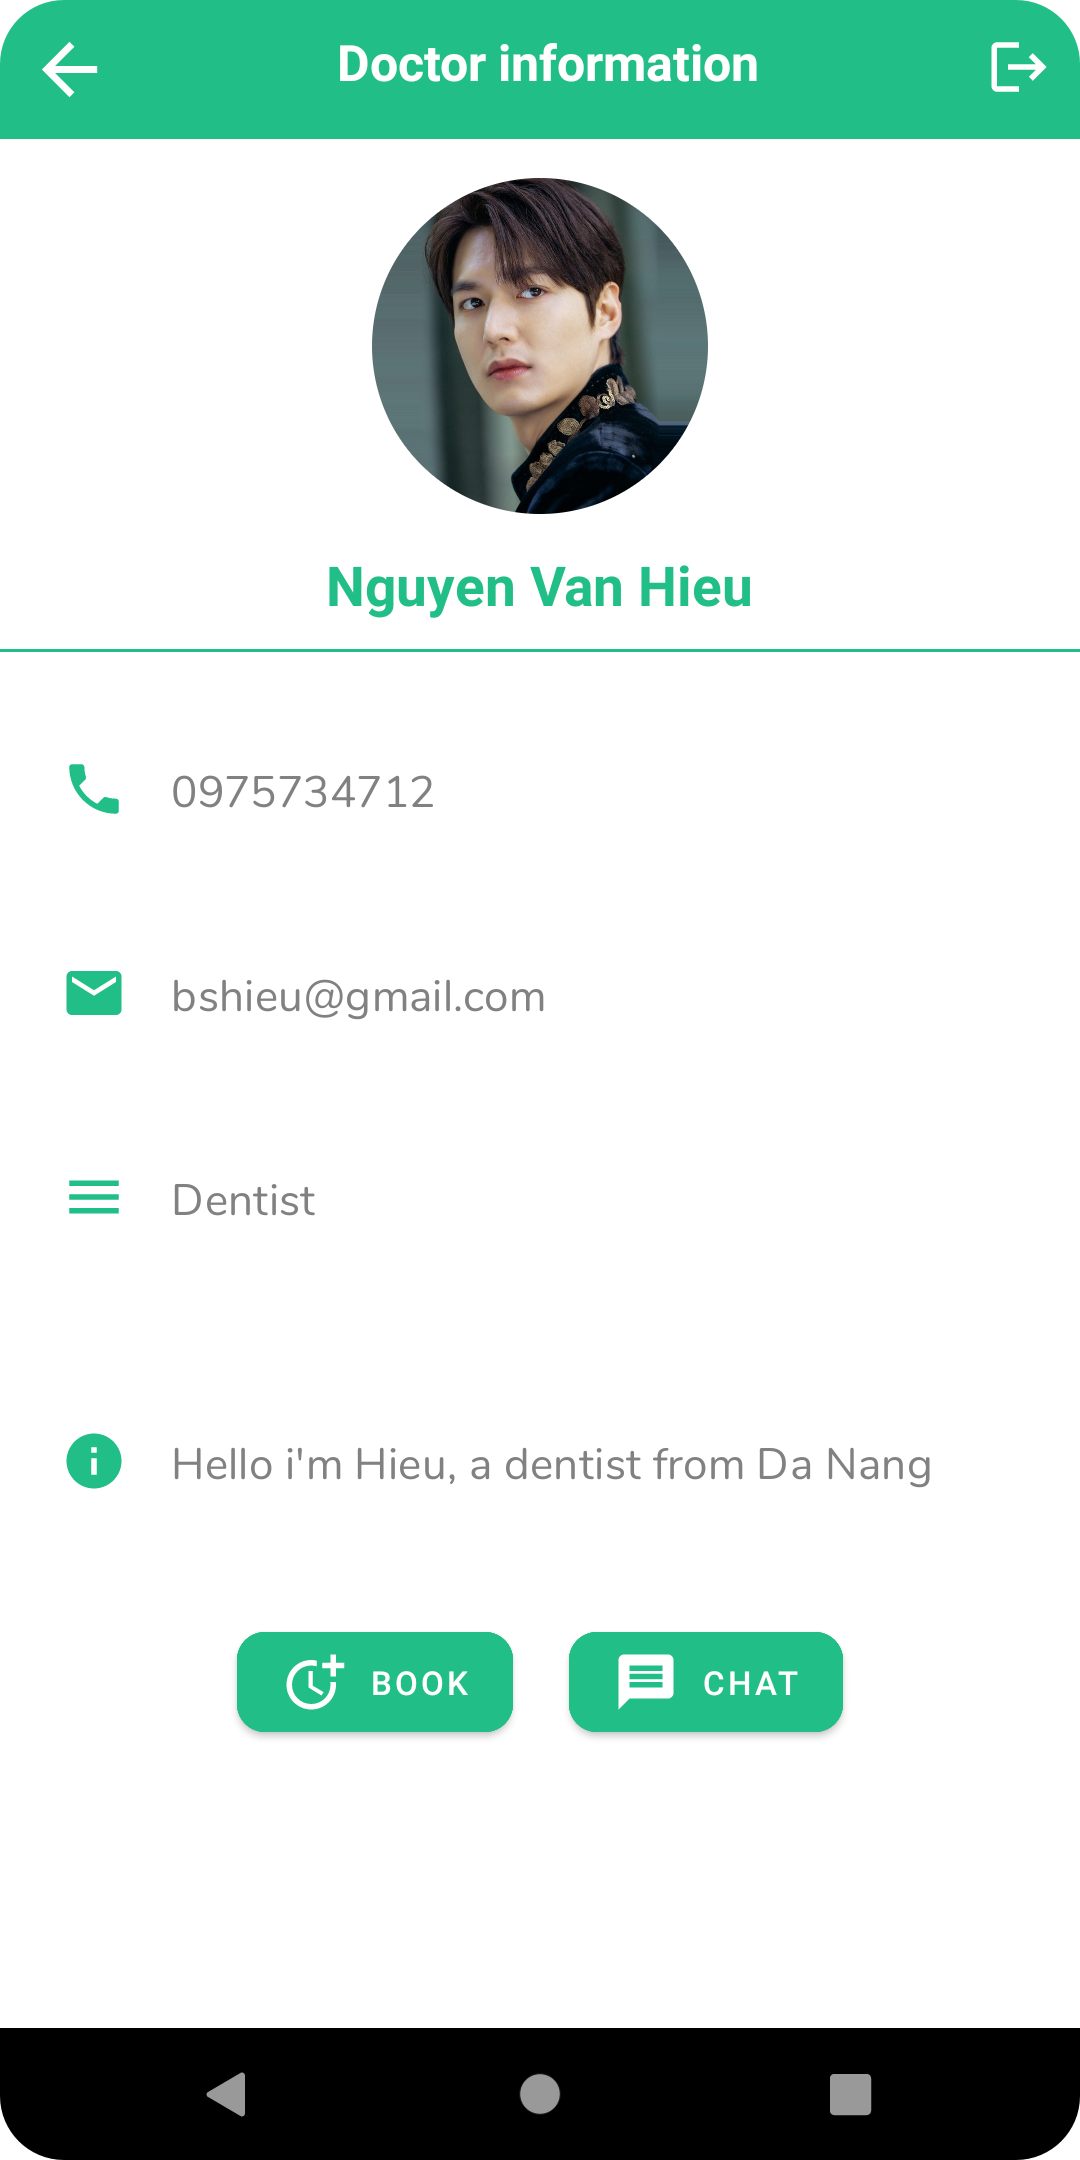 Doctor information
Nguyen Van Hieu
0975734712
bshieu@gmail.com
Dentist
Hello i'm Hieu, a dentist from Da Nang
BOOK
CHAT